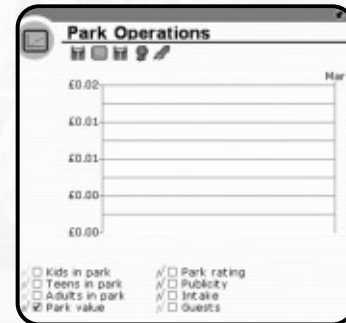 Park Operations
Mar
£0.02
£0.01
£0.01
£0.00
£0.00
Kids in park
Teens in park
Adults in park
Park value
Park rating
Publicity
Intake
Guests